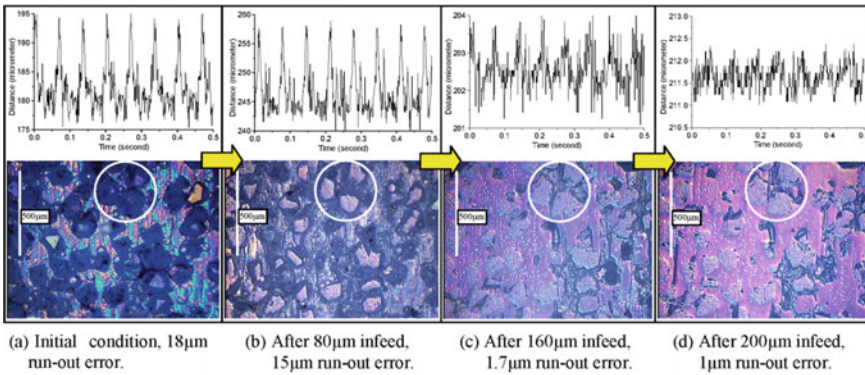 195
190
185
180
175
Distance (micrometer)
0.0 0.1 0.2 0.3 0.4 0.5
Time (second)
260
255
250
245
240
Distance (micrometer)
0.0 0.1 0.2 0.3 0.4 0.5
Time (second)
204
203
202
201
Distance (micrometer)
0.0 0.1 0.2 0.3 0.4 0.5
Time (second)
213.0
212.5
212.0
211.5
211.0
210.5
Distance (micrometer)
0.0 0.1 0.2 0.3 0.4 0.5
Time (second)
500μm
500μm
500μm
500μm
(a) Initial condition, 18μm
run-out error.
(b) After 80μm infeed,
15μm run-out error.
(c) After 160μm infeed,
1.7μm run-out error.
(d) After 200μm infeed,
1μm run-out error.